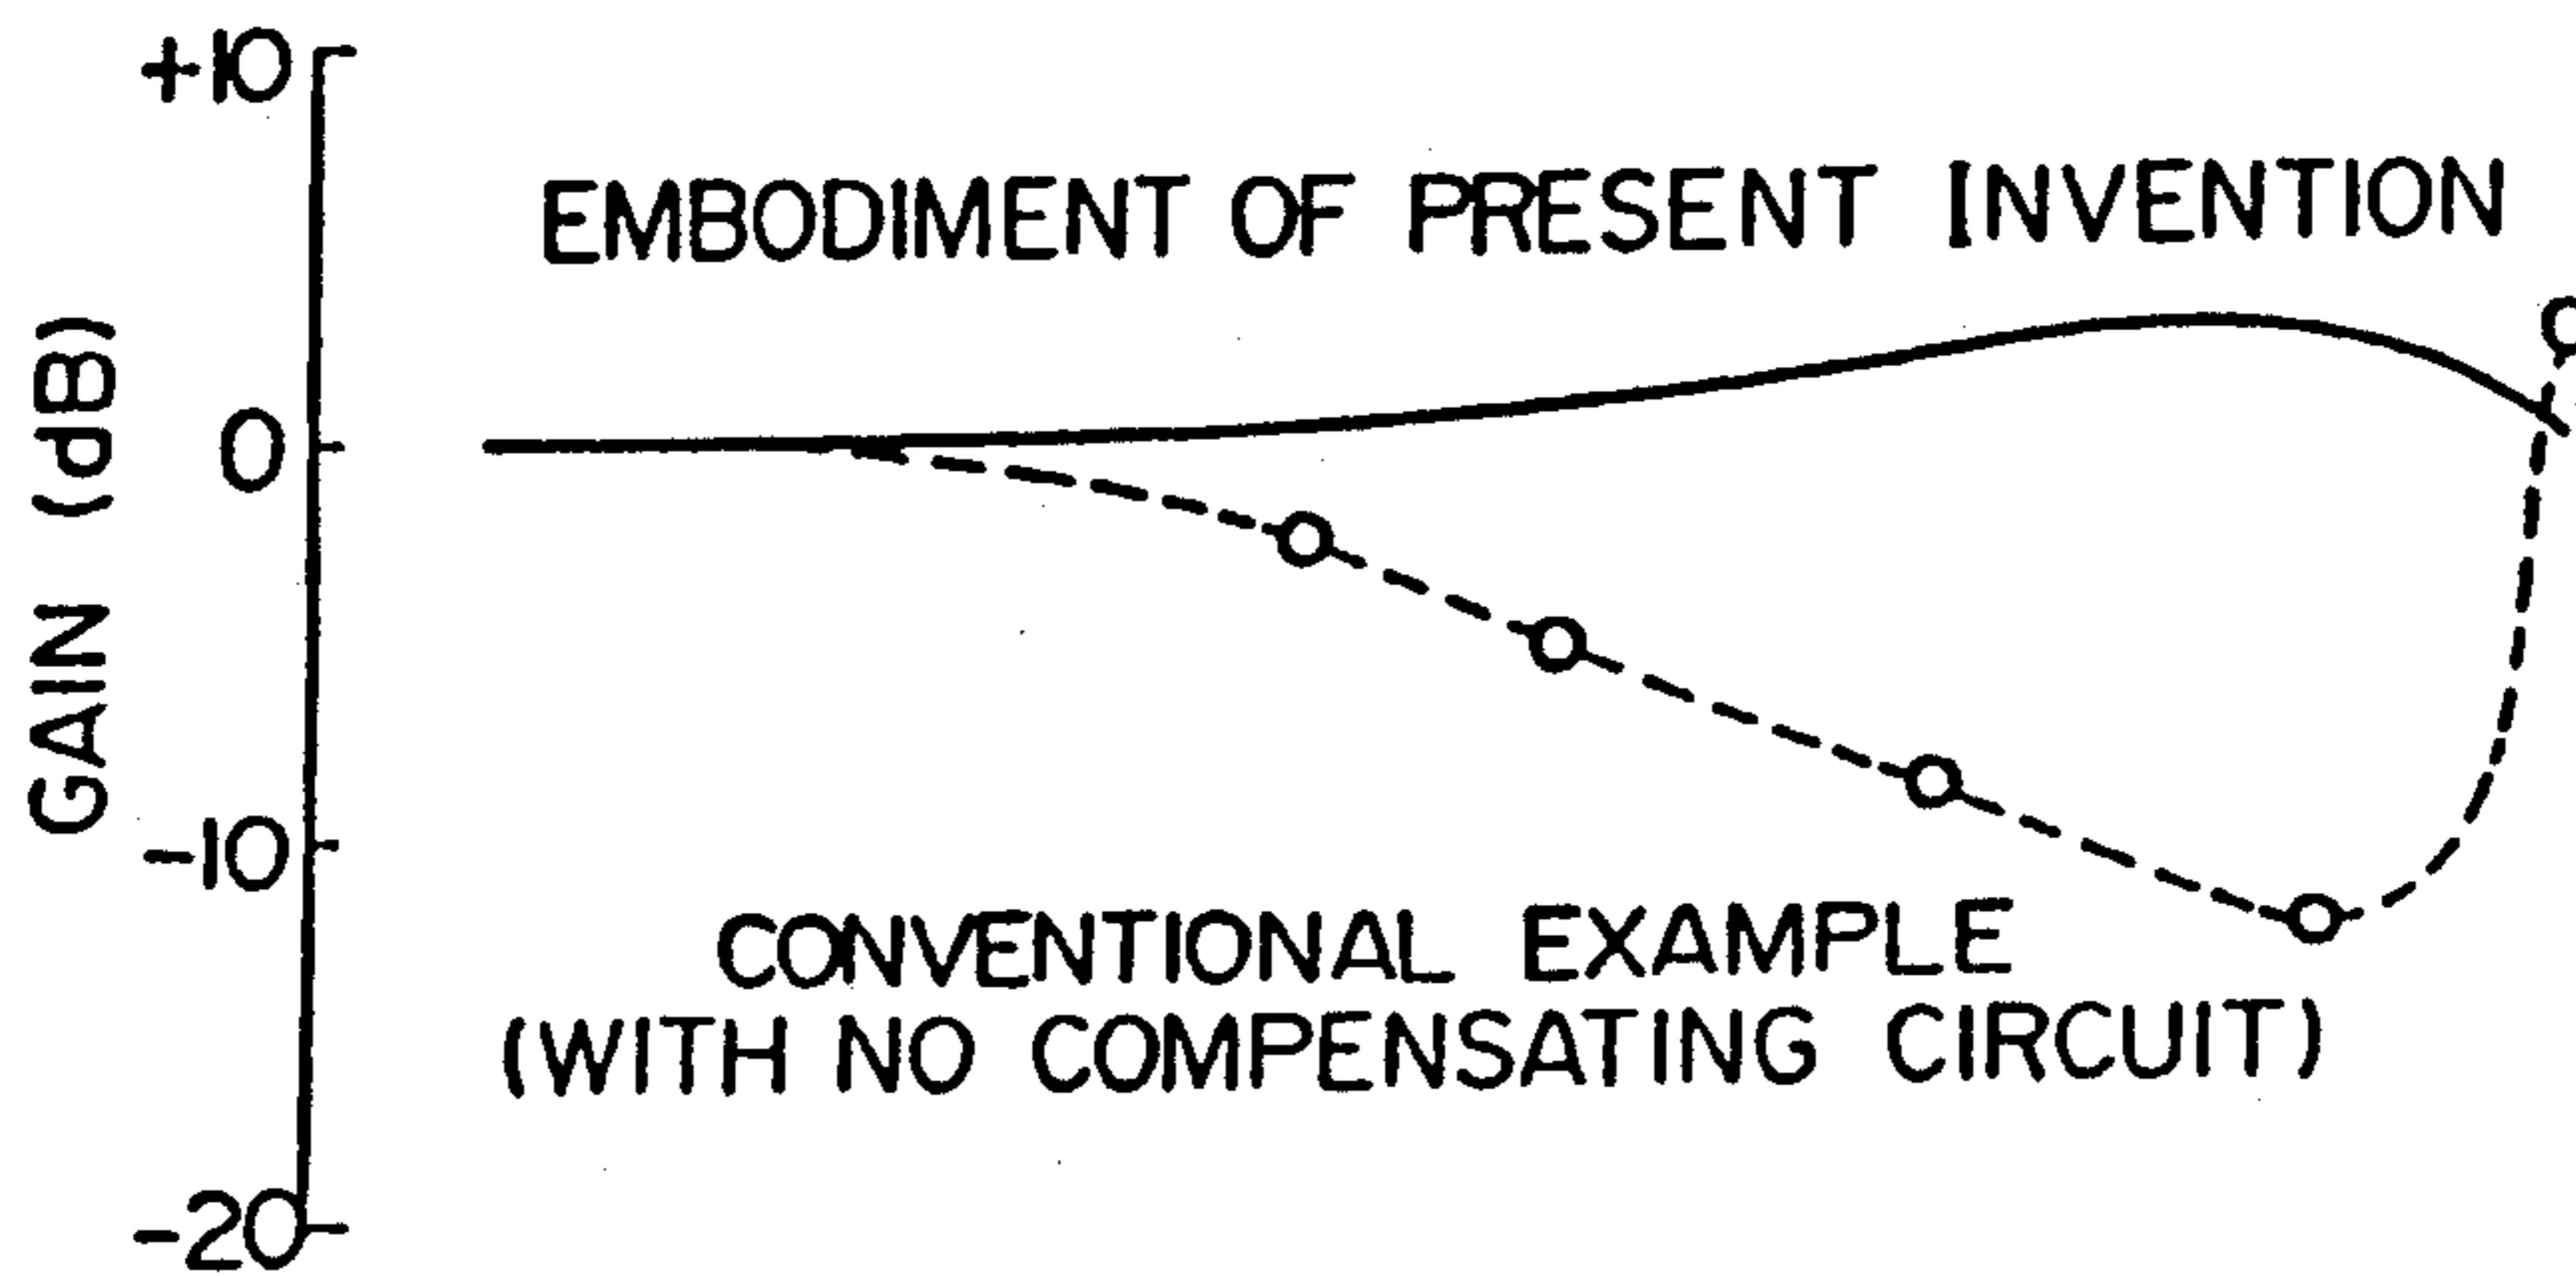 +10
EMBODIMENT OF PRESENT INVENTION
GAIN (dB)
0
-10
CONVENTIONAL EXAMPLE
(WITH NO COMPENSATING CIRCUIT)
-20